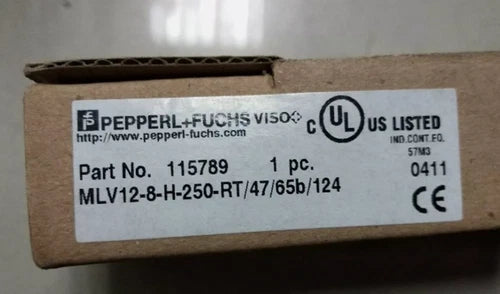 PEPPERL+FUCHS VISO
http://www.pepperl-fuchs.com
C UL US LISTED
IND.CONT.EQ.
57M3
Part No. 115789 1 pc.
0411
MLV12-8-H-250-RT/47/65b/124
CE